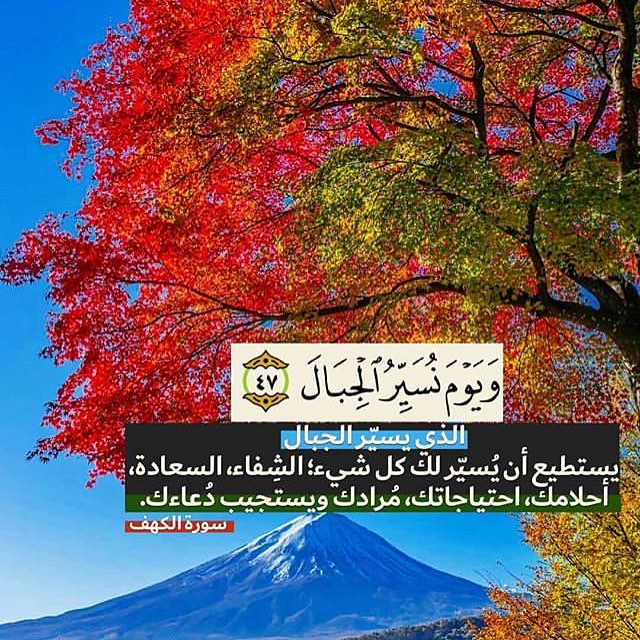 وَيَوْمَ نُسَيِّرُ ٱلْجِبَالَ ٤٧
الذي يسيّر الجبال
يستطيع أن يُسيّر لك كل شيء؛ الشِفاء، السعادة،
أحلامك، احتياجاتك، مُرادك ويستجيب دُعاءك.
سورة الكهف